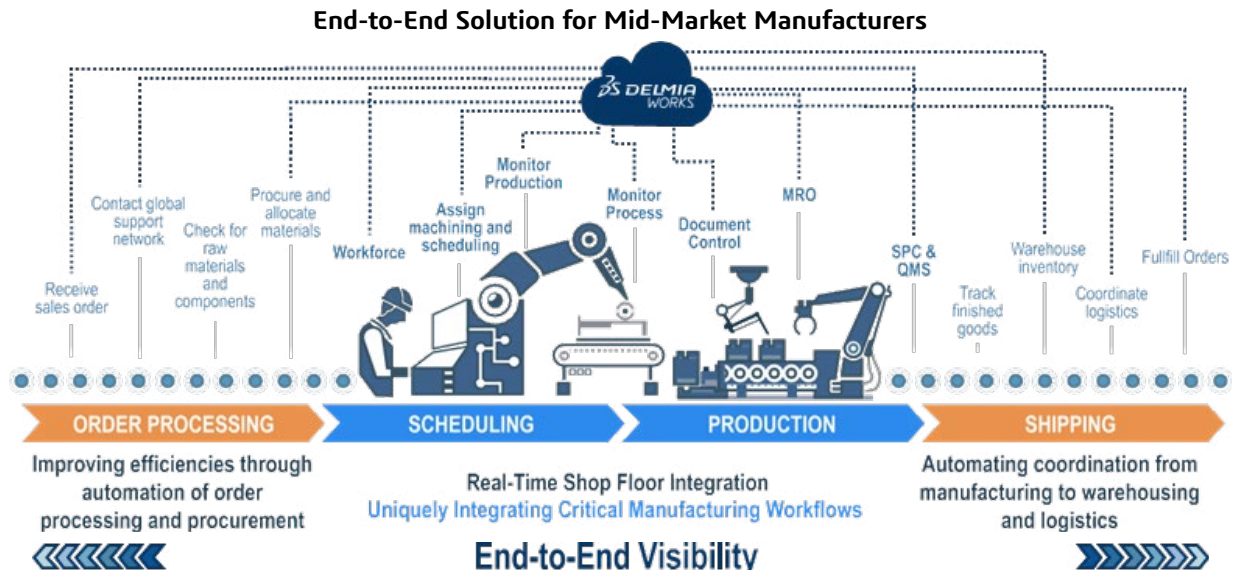 End-to-End Solution for Mid-Market Manufacturers
3S DELMIA
WORKS
Receive
sales order
Contact global
support
network
Check for
raw
materials
and
components
Procure and
allocate
materials
Workforce
Assign
machining and
scheduling
Monitor
Production
Monitor
Process
Document
Control
MRO
SPC &
QMS
Track
finished
goods
Warehouse
inventory
Coordinate
logistics
Fullfill Orders
ORDER PROCESSING
SCHEDULING
PRODUCTION
SHIPPING
Improving efficiencies through
automation of order
processing and procurement
Real-Time Shop Floor Integration
Uniquely Integrating Critical Manufacturing Workflows
Automating coordination from
manufacturing to warehousing
and logistics
End-to-End Visibility